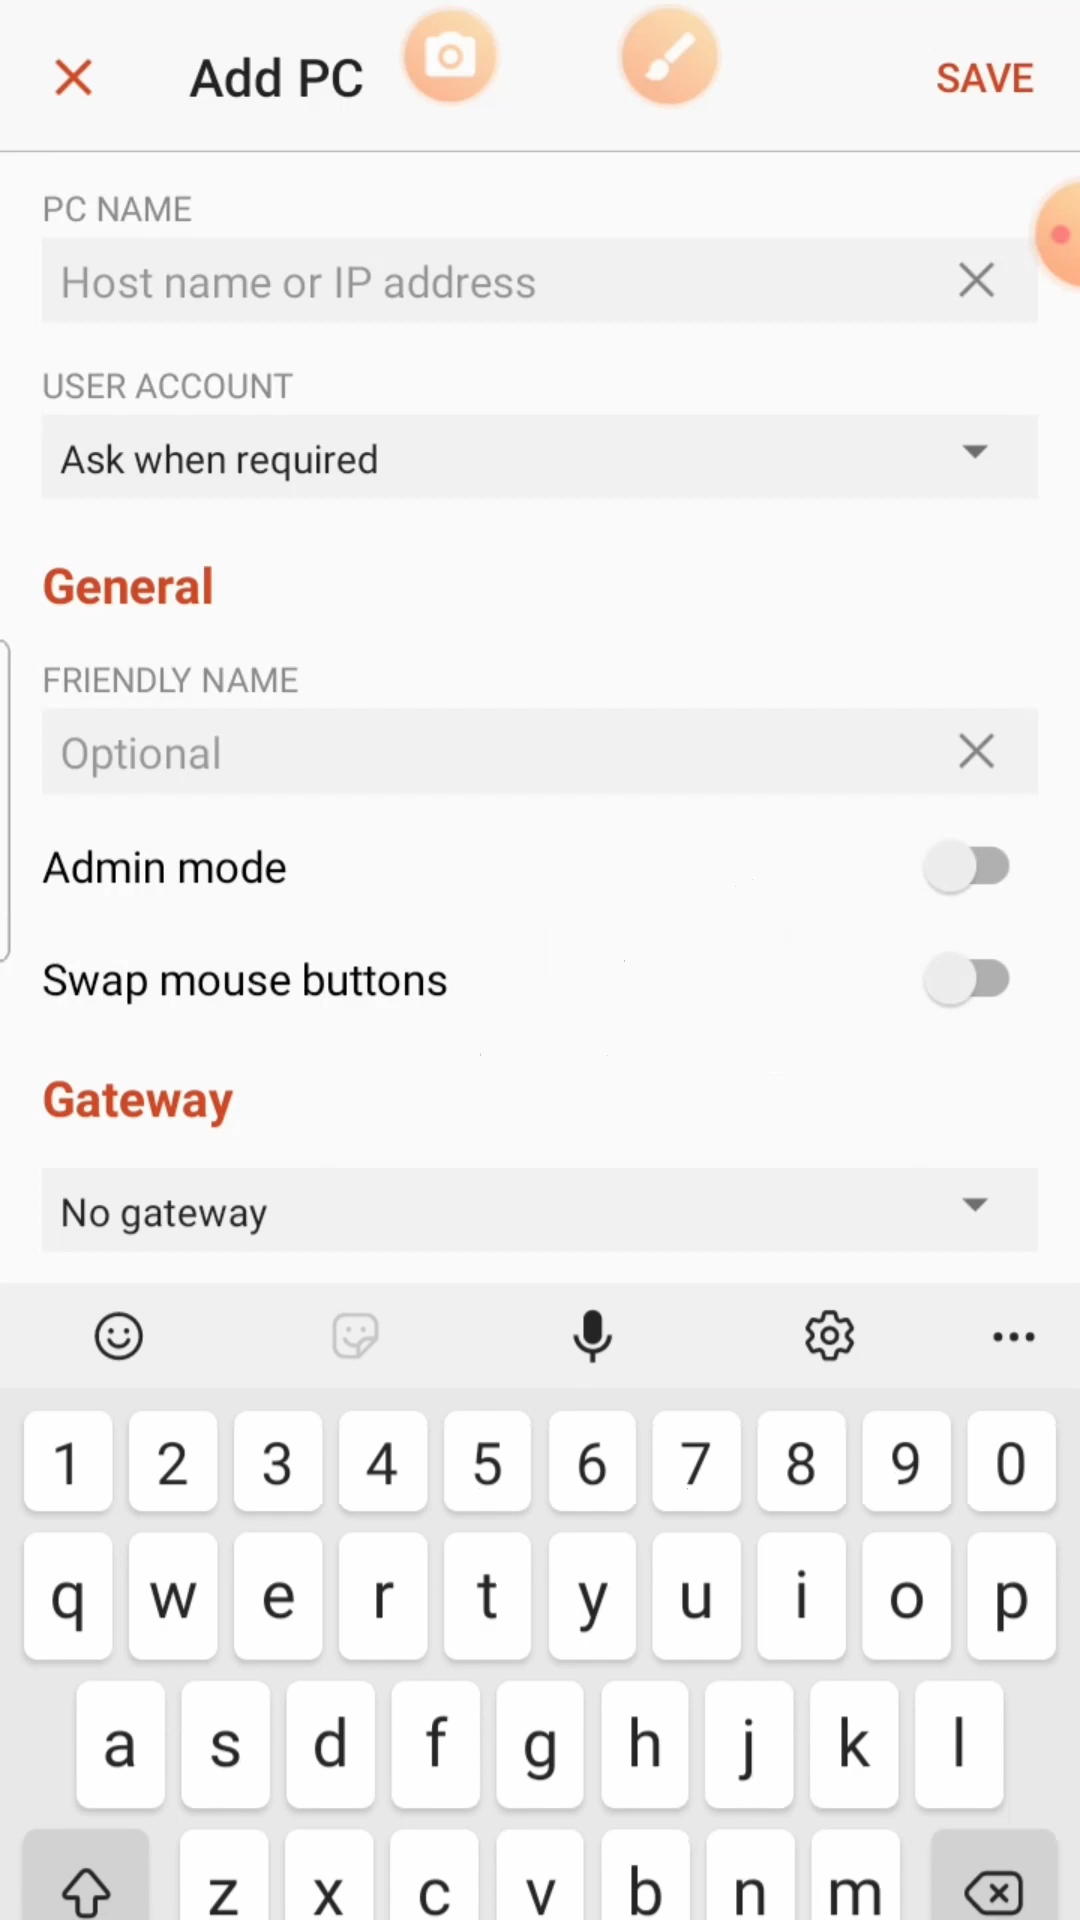 Add PC
SAVE
PC NAME
Host name or IP address
USER ACCOUNT
Ask when required
General
FRIENDLY NAME
Optional
Admin mode
Swap mouse buttons
Gateway
No gateway
1 2 3 4 5 6 7 8 9 0
q w e r t y u i o p
a s d f g h j k l
z x c v b n m